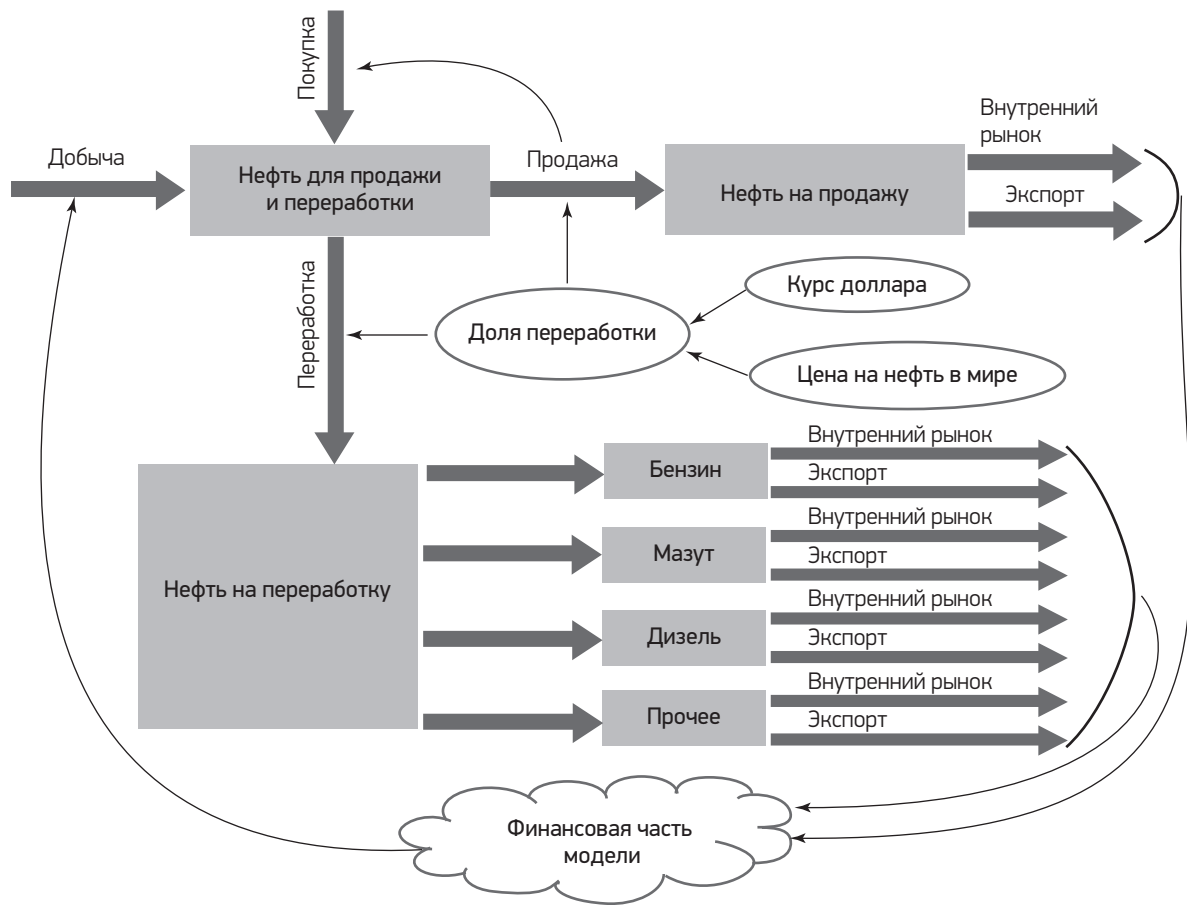 Покупка
Добыча
Нефть для продажи
и переработки
Продажа
Нефть на продажу
Внутренний
рынок
Экспорт
Переработка
Доля переработки
Курс доллара
Цена на нефть в мире
Нефть на переработку
Бензин
Внутренний рынок
Экспорт
Мазут
Внутренний рынок
Экспорт
Дизель
Внутренний рынок
Экспорт
Прочее
Внутренний рынок
Экспорт
Финансовая часть
модели